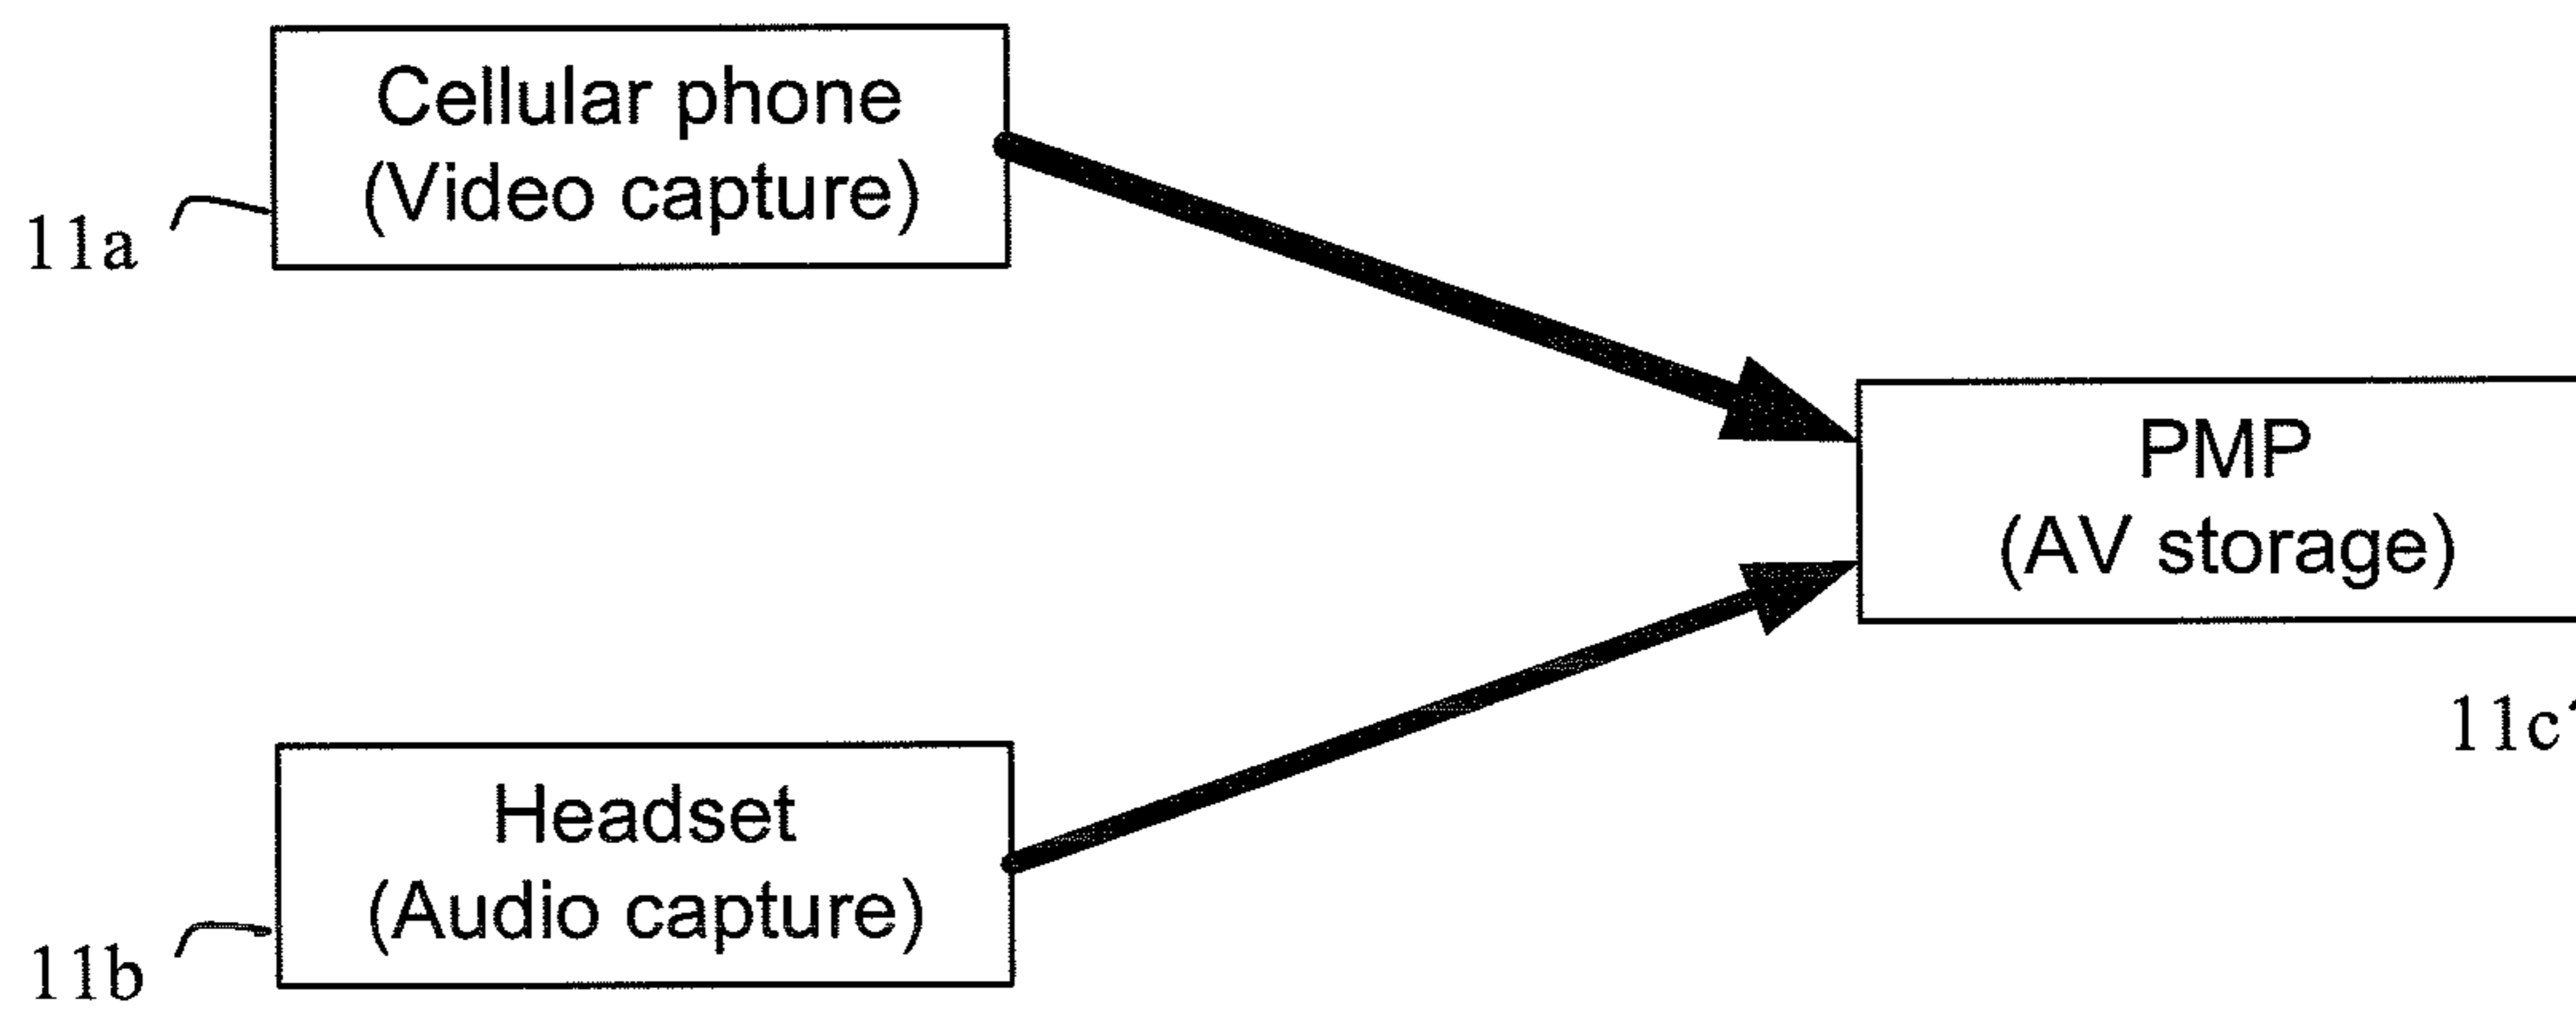 Cellular phone
(Video capture)
11a
PMP
(AV storage)
11c
Headset
(Audio capture)
11b